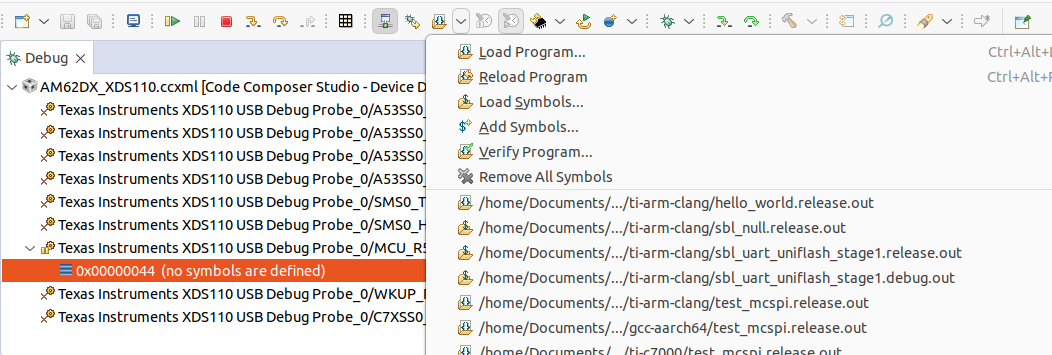 Debug
AM62DX_XDS110.ccxml [Code Composer Studio - Device D
Texas Instruments XDS110 USB Debug Probe_0/A53SS0_
Texas Instruments XDS110 USB Debug Probe_0/A53SS0_
Texas Instruments XDS110 USB Debug Probe_0/A53SS0_
Texas Instruments XDS110 USB Debug Probe_0/A53SS0_
Texas Instruments XDS110 USB Debug Probe_0/SMS0_T
Texas Instruments XDS110 USB Debug Probe_0/SMS0_H
Texas Instruments XDS110 USB Debug Probe_0/MCU_R5
0x00000044 (no symbols are defined)
Texas Instruments XDS110 USB Debug Probe_0/WKUP_
Texas Instruments XDS110 USB Debug Probe_0/C7XSS0_
Load Program... Ctrl+Alt+L
Reload Program Ctrl+Alt+R
Load Symbols...
Add Symbols...
Verify Program...
Remove All Symbols
/home/Documents/.../ti-arm-clang/hello_world.release.out
/home/Documents/.../ti-arm-clang/sbl_null.release.out
/home/Documents/.../ti-arm-clang/sbl_uart_uniflash_stage1.release.out
/home/Documents/.../ti-arm-clang/sbl_uart_uniflash_stage1.debug.out
/home/Documents/.../ti-arm-clang/test_mcspi.release.out
/home/Documents/.../gcc-aarch64/test_mcspi.release.out
/home/Documents/.../ti-c7000/test_mcspi.release.out